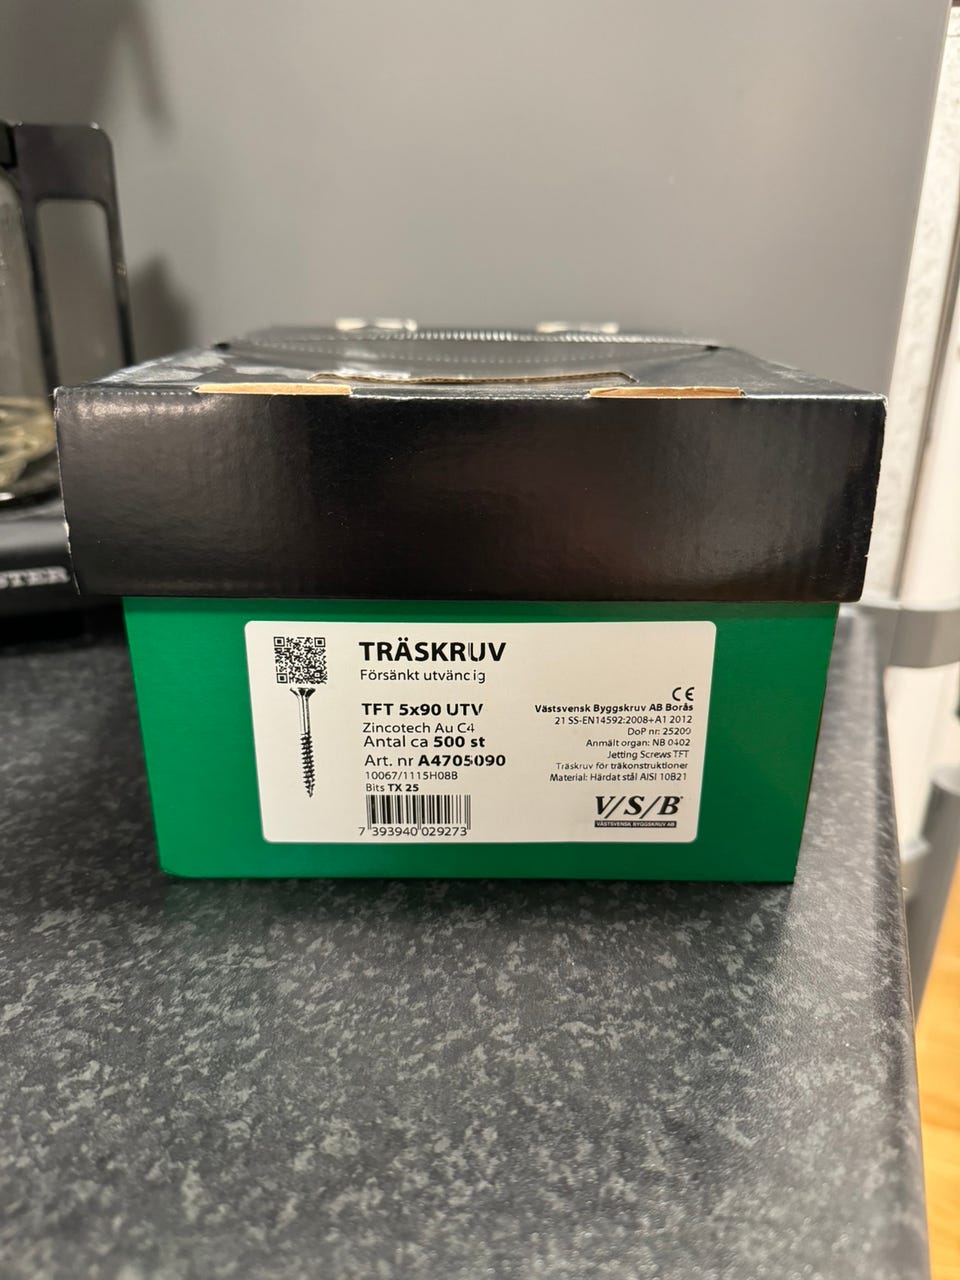 TRÄSKRUV
Försänkt utvändig
TFT 5x90 UTV
Zincotech Au C4
Antal ca 500 st
Art. nr A4705090
10067/1115H08B
Bits TX 25
7 393940 029273
CE
Västsvensk Byggskruv AB Borås
21 SS-EN14592:2008+A1 2012
DoP nr: 25200
Anmält organ: NB 0402
Jetting Screws TFT
Träskruv för träkonstruktioner
Material: Härdat stål AISI 10B21
V/S/B
VÄSTSVENSK BYGGSKRUV AB
STER